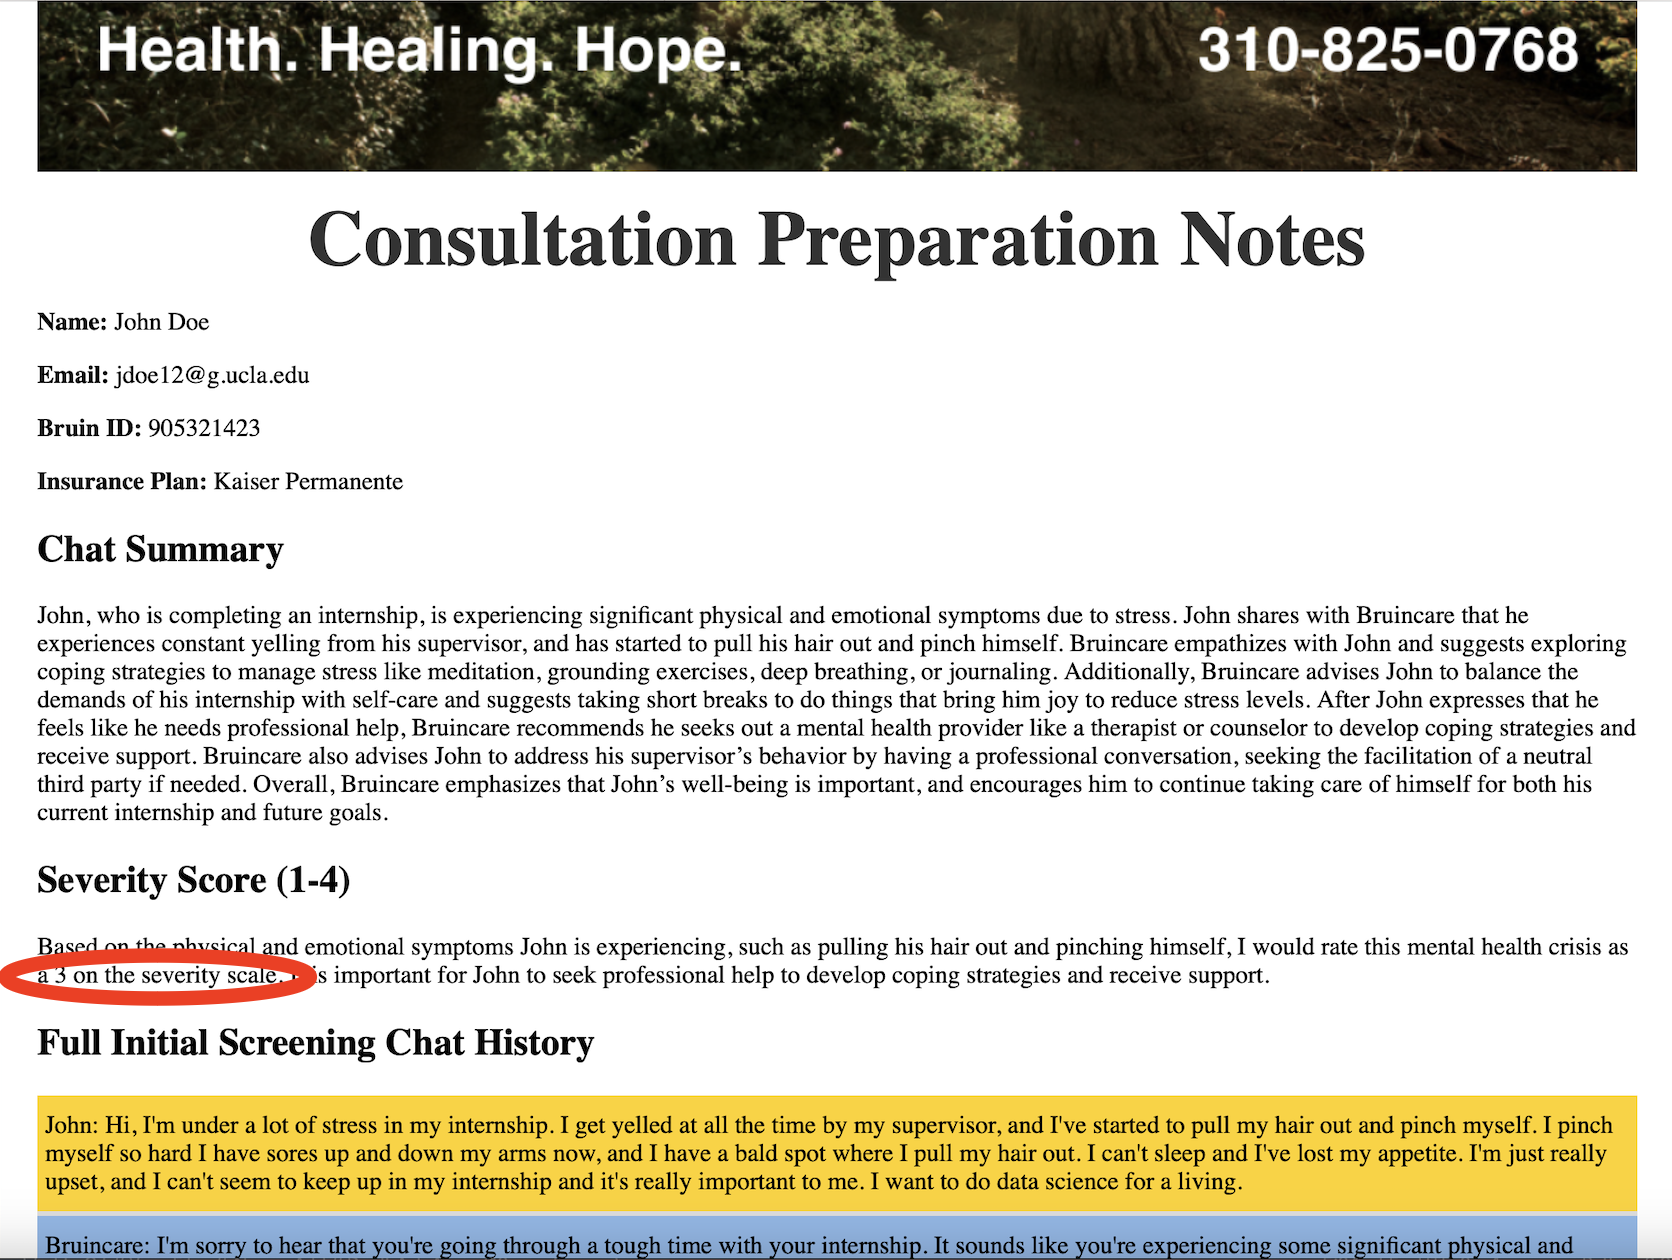 Health. Healing. Hope.
310-825-0768
Consultation Preparation Notes
Name: John Doe
Email: jdoe12@g.ucla.edu
Bruin ID: 905321423
Insurance Plan: Kaiser Permanente
Chat Summary
John, who is completing an internship, is experiencing significant physical and emotional symptoms due to stress. John shares with Bruincare that he
experiences constant yelling from his supervisor, and has started to pull his hair out and pinch himself. Bruincare empathizes with John and suggests exploring
coping strategies to manage stress like meditation, grounding exercises, deep breathing, or journaling. Additionally, Bruincare advises John to balance the
demands of his internship with self-care and suggests taking short breaks to do things that bring him joy to reduce stress levels. After John expresses that he
feels like he needs professional help, Bruincare recommends he seeks out a mental health provider like a therapist or counselor to develop coping strategies and
receive support. Bruincare also advises John to address his supervisor’s behavior by having a professional conversation, seeking the facilitation of a neutral
third party if needed. Overall, Bruincare emphasizes that John’s well-being is important, and encourages him to continue taking care of himself for both his
current internship and future goals.
Severity Score (1-4)
Based on the physical and emotional symptoms John is experiencing, such as pulling his hair out and pinching himself, I would rate this mental health crisis as
a 3 on the severity scale. is important for John to seek professional help to develop coping strategies and receive support.
Full Initial Screening Chat History
John: Hi, I'm under a lot of stress in my internship. I get yelled at all the time by my supervisor, and I've started to pull my hair out and pinch myself. I pinch
myself so hard I have sores up and down my arms now, and I have a bald spot where I pull my hair out. I can't sleep and I've lost my appetite. I'm just really
upset, and I can't seem to keep up in my internship and it's really important to me. I want to do data science for a living.
Bruincare: I'm sorry to hear that you're going through a tough time with your internship. It sounds like you're experiencing some significant physical and